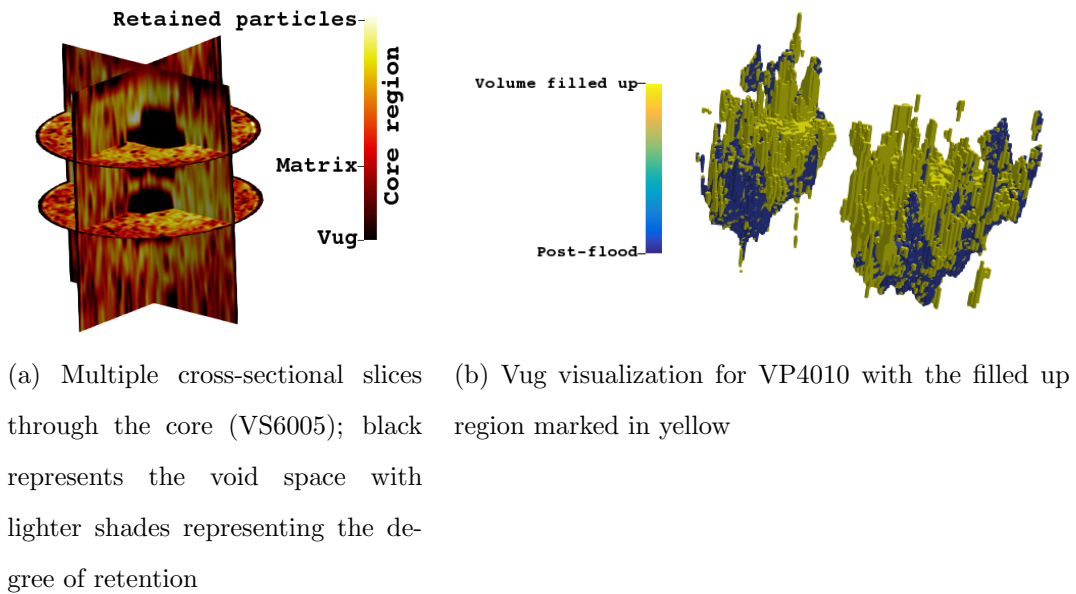 Retained particles
Core region
Matrix
Vug
Volume filled up
Post-flood
(a) Multiple cross-sectional slices
through the core (VS6005); black
represents the void space with
lighter shades representing the de-
gree of retention
(b) Vug visualization for VP4010 with the filled up
region marked in yellow